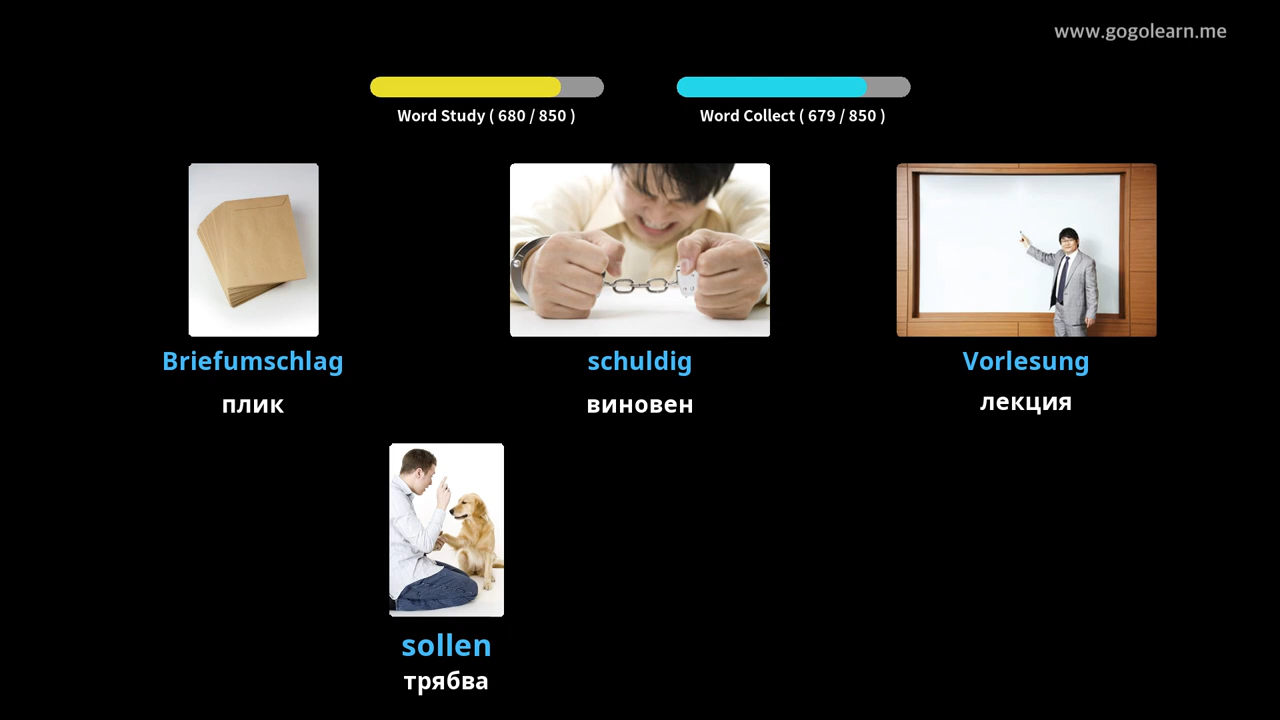 www.gogolearn.me
Word Study ( 680 / 850 )
Word Collect ( 679 / 850 )
Briefumschlag
schuldig
Vorlesung
плик
виновен
лекция
sollen
трябва